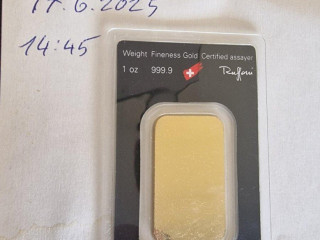 17.6.2025
14:45
Weight Fineness Gold Certified assayer
1 oz 999.9